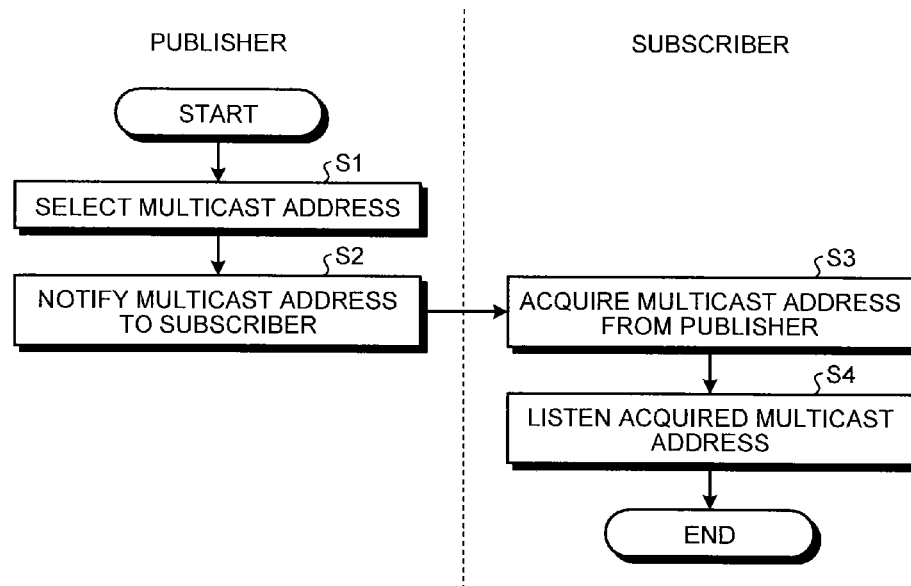 PUBLISHER
SUBSCRIBER
START
S1
SELECT MULTICAST ADDRESS
S2
NOTIFY MULTICAST ADDRESS
TO SUBSCRIBER
S3
ACQUIRE MULTICAST ADDRESS
FROM PUBLISHER
S4
LISTEN ACQUIRED MULTICAST
ADDRESS
END